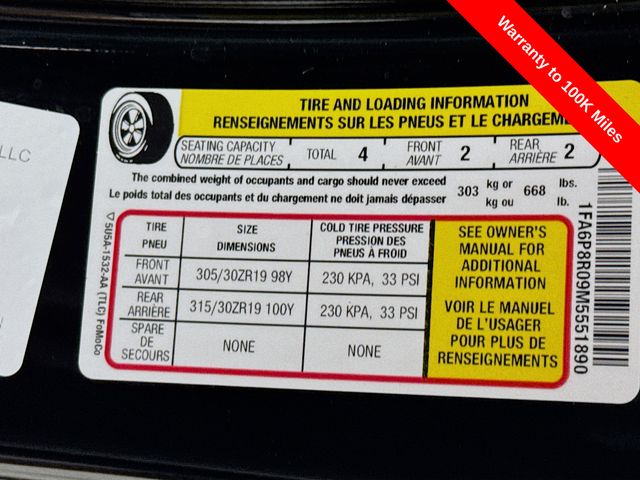 Warranty to 100K Miles
LLC
TIRE AND LOADING INFORMATION
RENSEIGNEMENTS SUR LES PNEUS ET LE CHARGEM
SEATING CAPACITY
NOMBRE DE PLACES
TOTAL 4
FRONT
AVANT 2
REAR
ARRIÈRE 2
The combined weight of occupants and cargo should never exceed
Le poids total des occupants et du chargement ne doit jamais dépasser
303 kg or 668 lbs.
kg ou lb.
TIRE
PNEU
SIZE
DIMENSIONS
COLD TIRE PRESSURE
PRESSION DES
PNEUS À FROID
FRONT
AVANT
305/30ZR19 98Y
230 KPA, 33 PSI
REAR
ARRIÈRE
315/30ZR19 100Y
230 KPA, 33 PSI
SPARE
DE
SECOURS
NONE
NONE
SEE OWNER'S
MANUAL FOR
ADDITIONAL
INFORMATION
VOIR LE MANUEL
DE L'USAGER
POUR PLUS DE
RENSEIGNEMENTS
5U5A-1532-AA (TLC) FoMoCo
1FA6P8R09M5551890